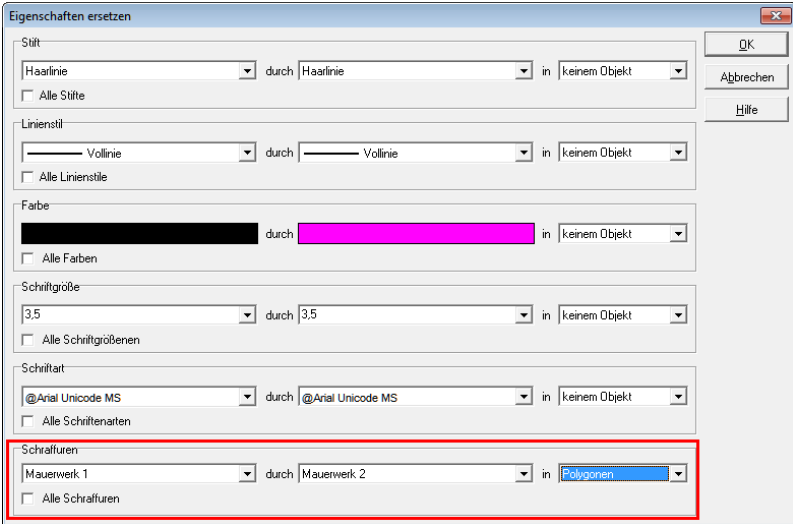 Eigenschaften ersetzen
Stift
Haarlinie durch Haarlinie in keinem Objekt
Alle Stifte
Linienstil
Vollinie durch Vollinie in keinem Objekt
Alle Linienstile
Farbe
durch in keinem Objekt
Alle Farben
Schriftgröße
3,5 durch 3,5 in keinem Objekt
Alle Schriftgrößenen
Schriftart
@Arial Unicode MS durch @Arial Unicode MS in keinem Objekt
Alle Schriftenarten
Schraffuren
Mauerwerk 1 durch Mauerwerk 2 in Polygonen
Alle Schraffuren
OK
Abbrechen
Hilfe